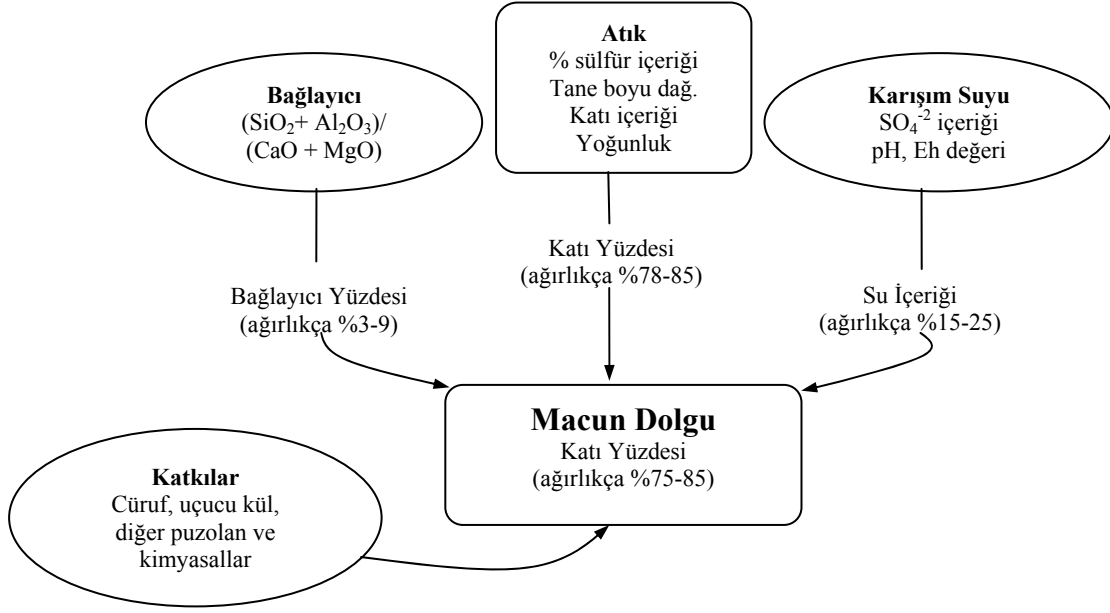 Atık
% sülfür içeriği
Tane boyu dağ.
Katı içeriği
Yoğunluk
Bağlayıcı
(SiO₂+ Al₂O₃)/
(CaO + MgO)
Karışım Suyu
SO₄⁻² içeriği
pH, Eh değeri
Bağlayıcı Yüzdesi
(ağırlıkça %3-9)
Katı Yüzdesi
(ağırlıkça %78-85)
Su İçeriği
(ağırlıkça %15-25)
Macun Dolgu
Katı Yüzdesi
(ağırlıkça %75-85)
Katkılar
Cüruf, uçucu kül,
diğer puzolan ve
kimyasallar